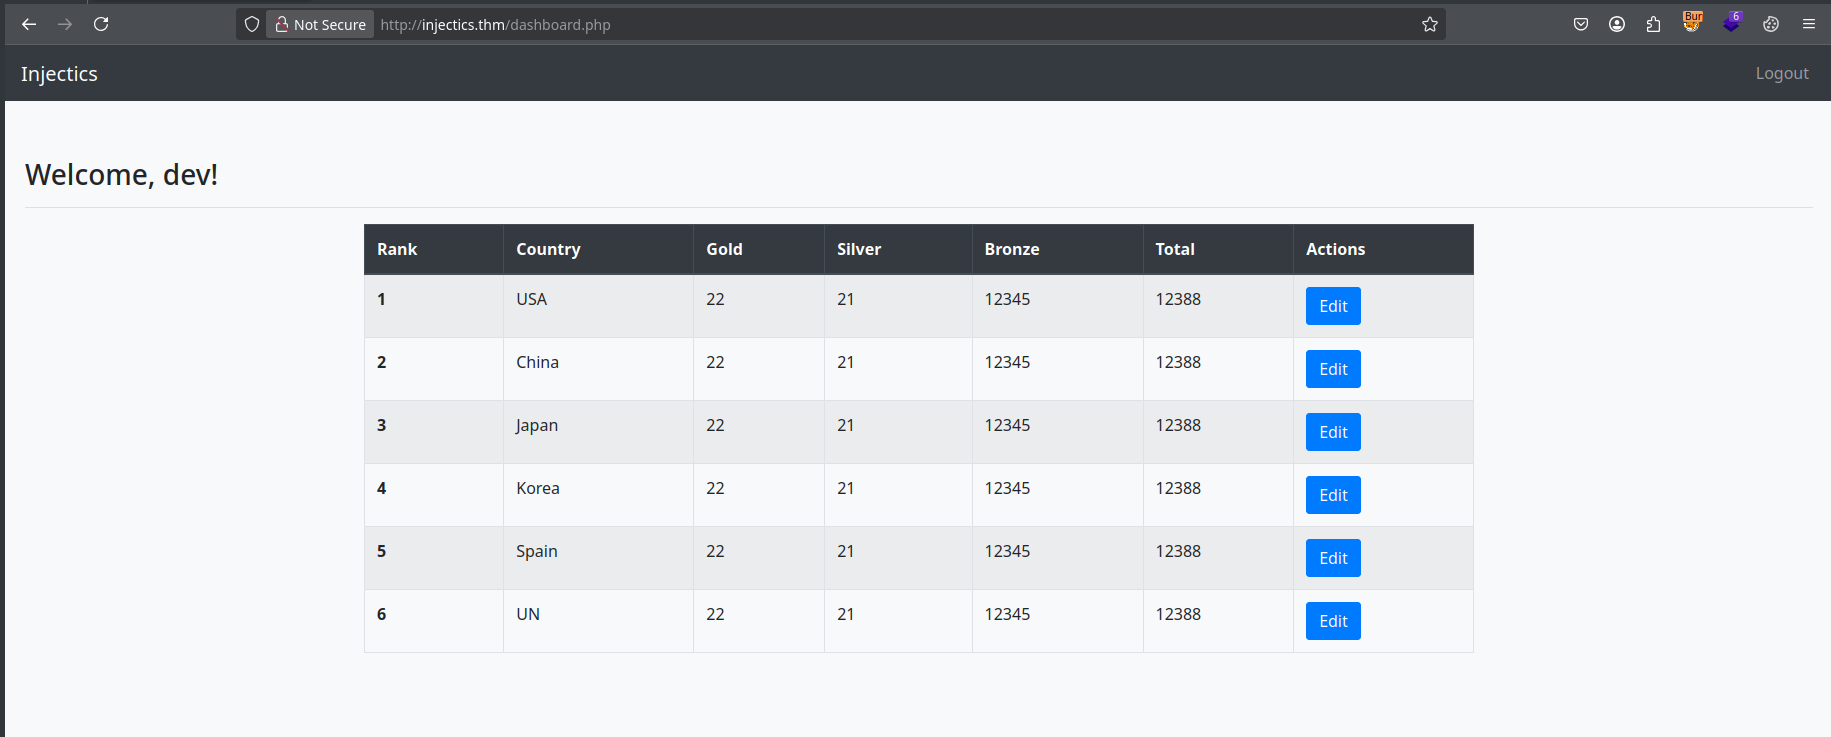 Not Secure http://injectics.thm/dashboard.php Bur 6
Injectics Logout
Welcome, dev!
Rank Country Gold Silver Bronze Total Actions
1 USA 22 21 12345 12388 Edit
2 China 22 21 12345 12388 Edit
3 Japan 22 21 12345 12388 Edit
4 Korea 22 21 12345 12388 Edit
5 Spain 22 21 12345 12388 Edit
6 UN 22 21 12345 12388 Edit